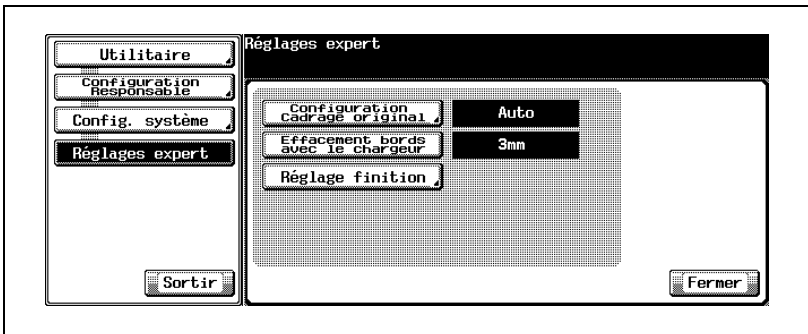 Utilitaire
Configuration
Responsable
Config. système
Réglages expert
Sortir
Réglages expert
Configuration
Cadrage original
Auto
Effacement bords
avec le chargeur
3mm
Réglage finition
Fermer